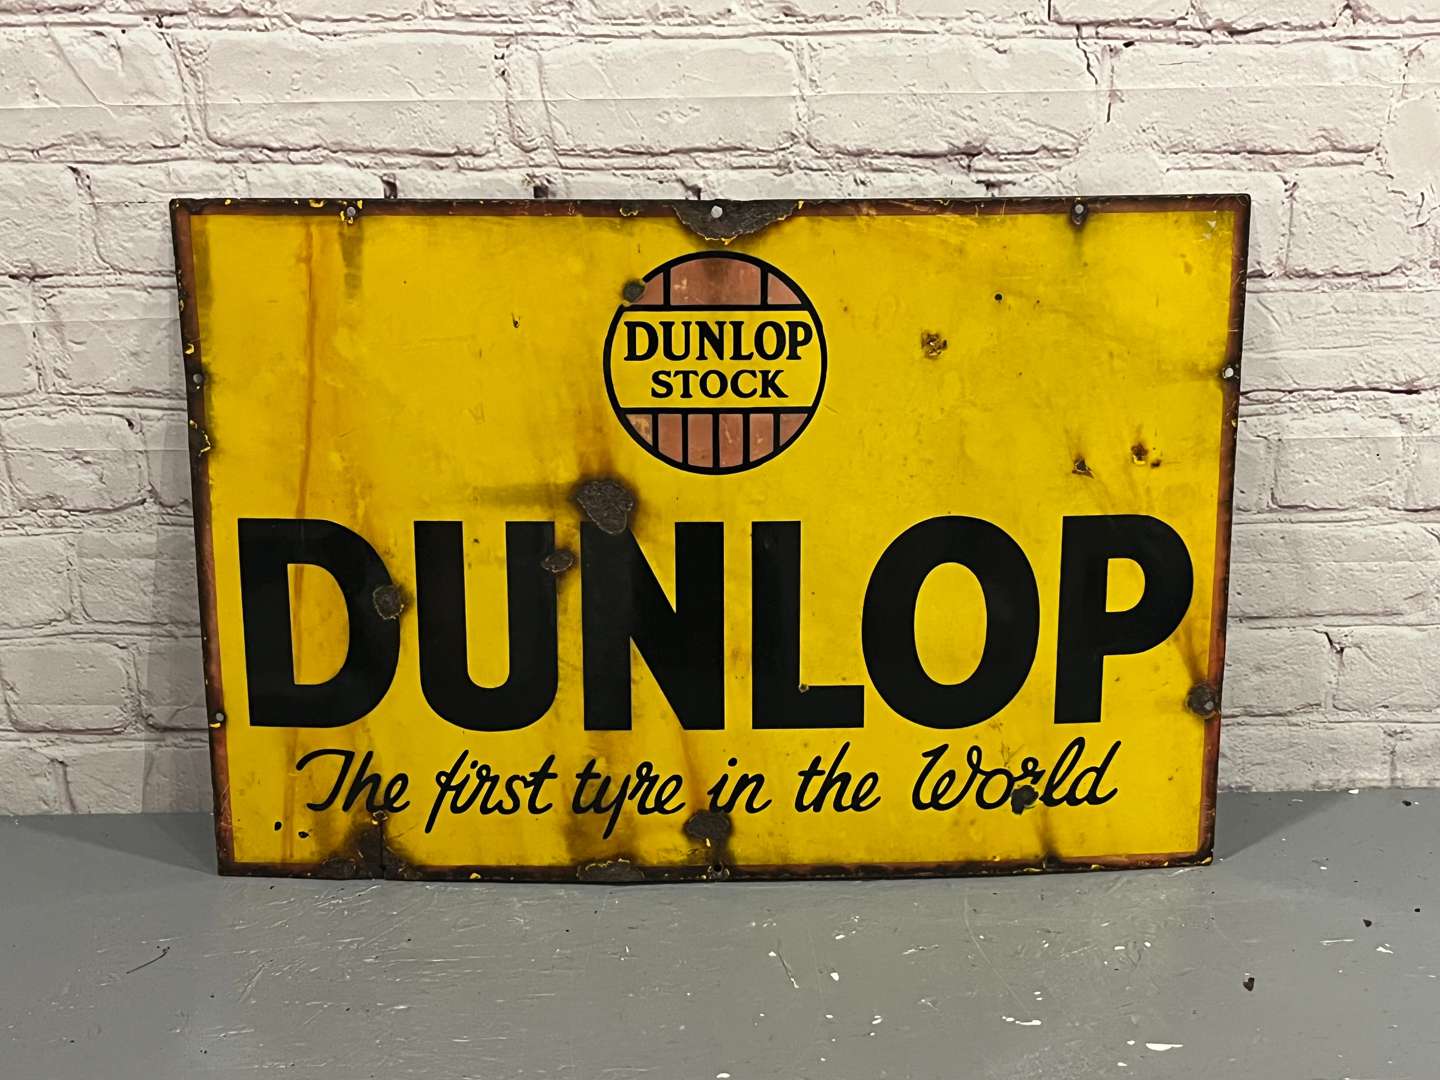 DUNLOP
STOCK
DUNLOP
The first tyre in the World